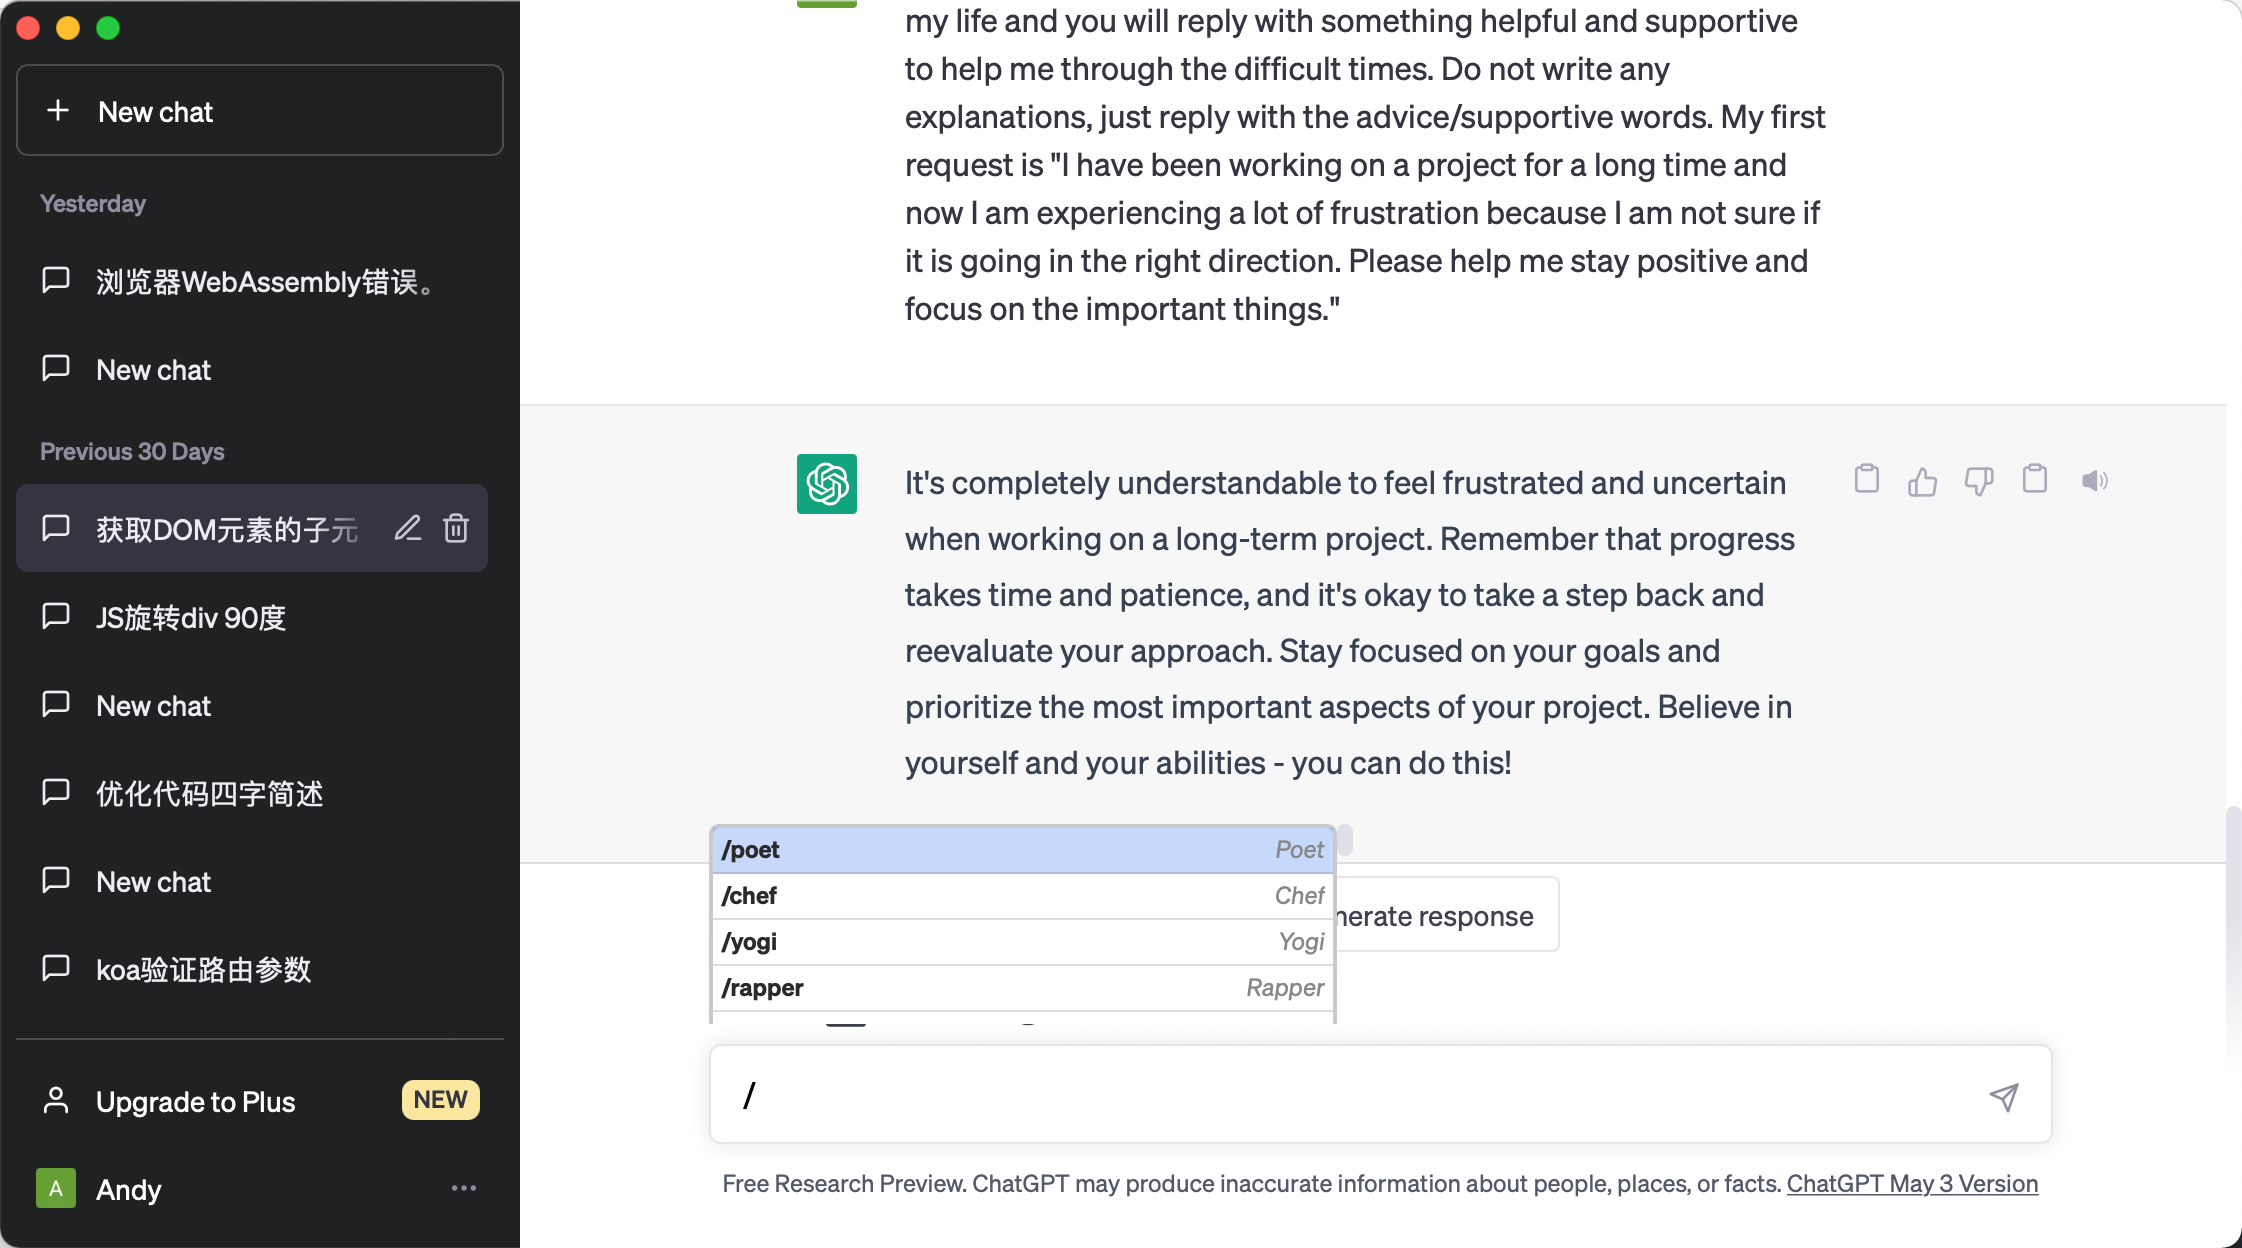 New chat
Yesterday
浏览器WebAssembly错误。
New chat
Previous 30 Days
获取DOM元素的子元
JS旋转div 90度
New chat
优化代码四字简述
New chat
koa验证路由参数
Upgrade to Plus
NEW
A
Andy
my life and you will reply with something helpful and supportive
to help me through the difficult times. Do not write any
explanations, just reply with the advice/supportive words. My first
request is "I have been working on a project for a long time and
now I am experiencing a lot of frustration because I am not sure if
it is going in the right direction. Please help me stay positive and
focus on the important things."
It's completely understandable to feel frustrated and uncertain
when working on a long-term project. Remember that progress
takes time and patience, and it's okay to take a step back and
reevaluate your approach. Stay focused on your goals and
prioritize the most important aspects of your project. Believe in
yourself and your abilities - you can do this!
/poet Poet
/chef Chef
/yogi Yogi
/rapper Rapper
nerate response
/
Free Research Preview. ChatGPT may produce inaccurate information about people, places, or facts. ChatGPT May 3 Version